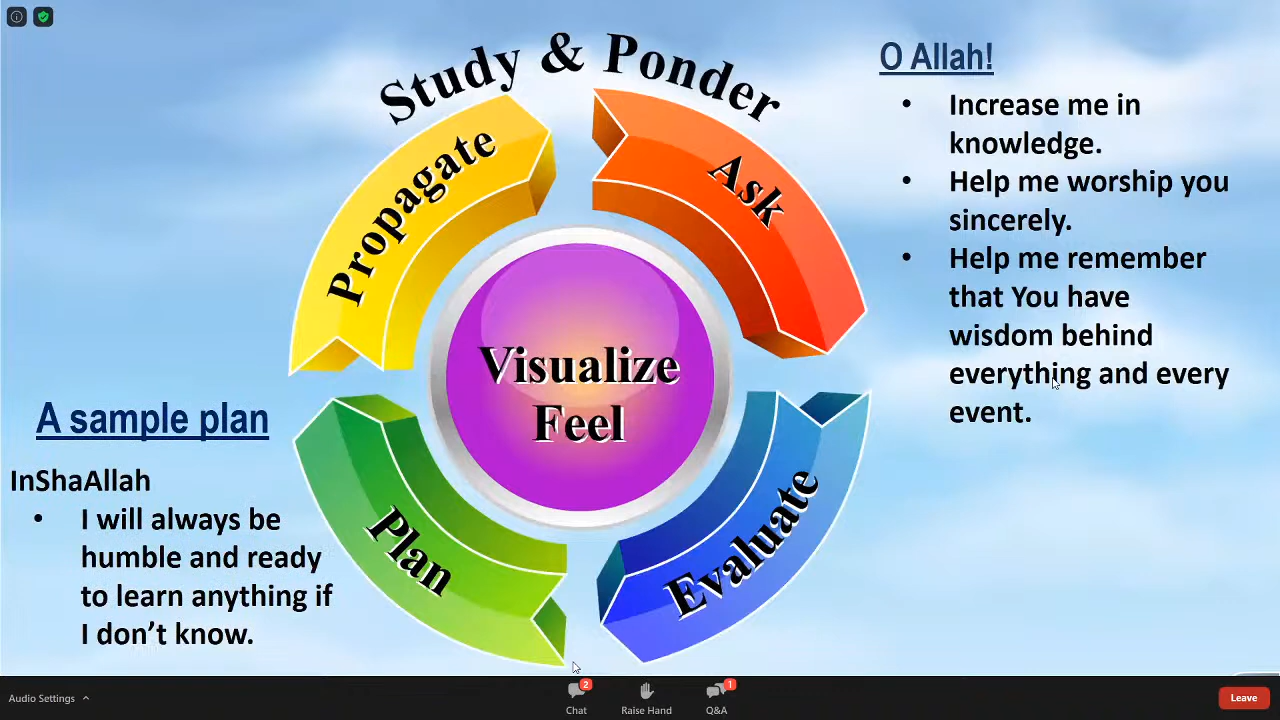 Study & Ponder
Propagate
Ask
Visualize
Feel
Plan
Evaluate
O Allah!
• Increase me in
knowledge.
• Help me worship you
sincerely.
• Help me remember
that You have
wisdom behind
everything and every
event.
A sample plan
InShaAllah
• I will always be
humble and ready
to learn anything if
I don’t know.
Audio Settings
2
Chat
Raise Hand
1
Q&A
Leave